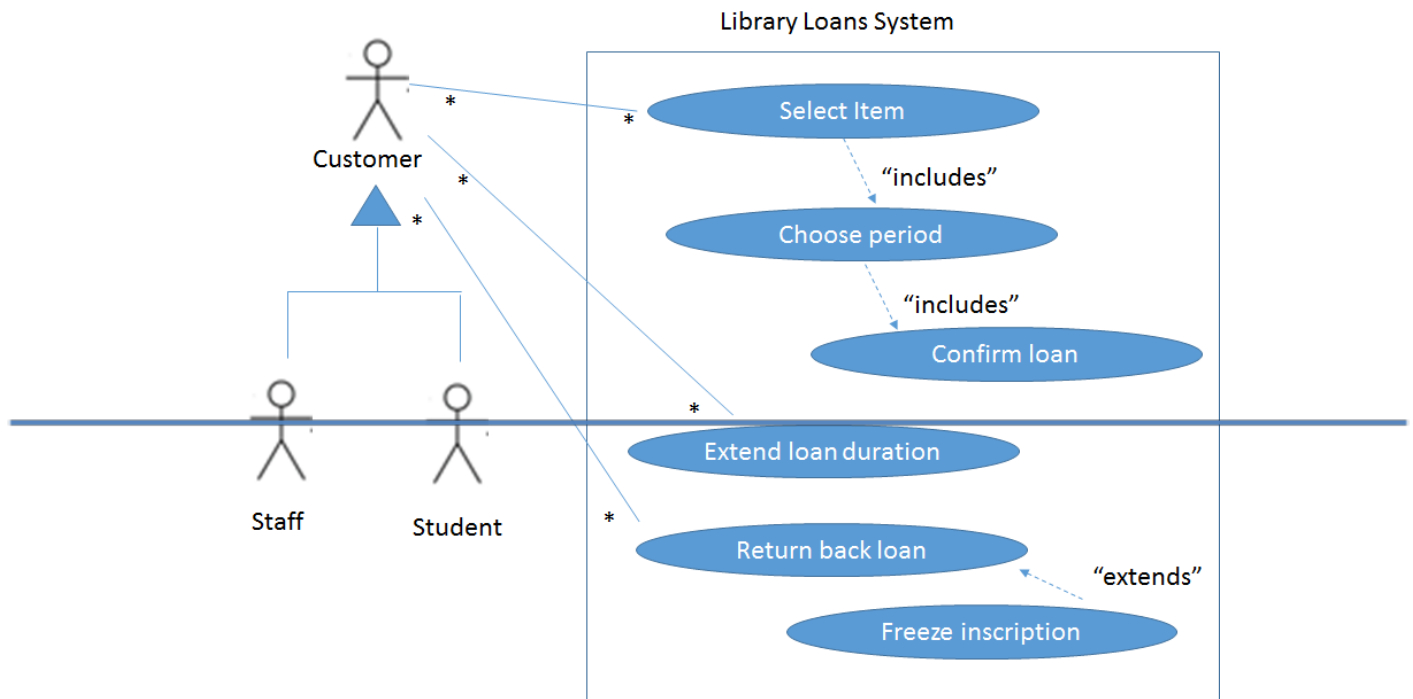 Library Loans System
*
*
Select Item
Customer
“includes”
*
*
Choose period
“includes”
Confirm loan
*
Extend loan duration
Staff
Student
*
Return back loan
“extends”
Freeze inscription